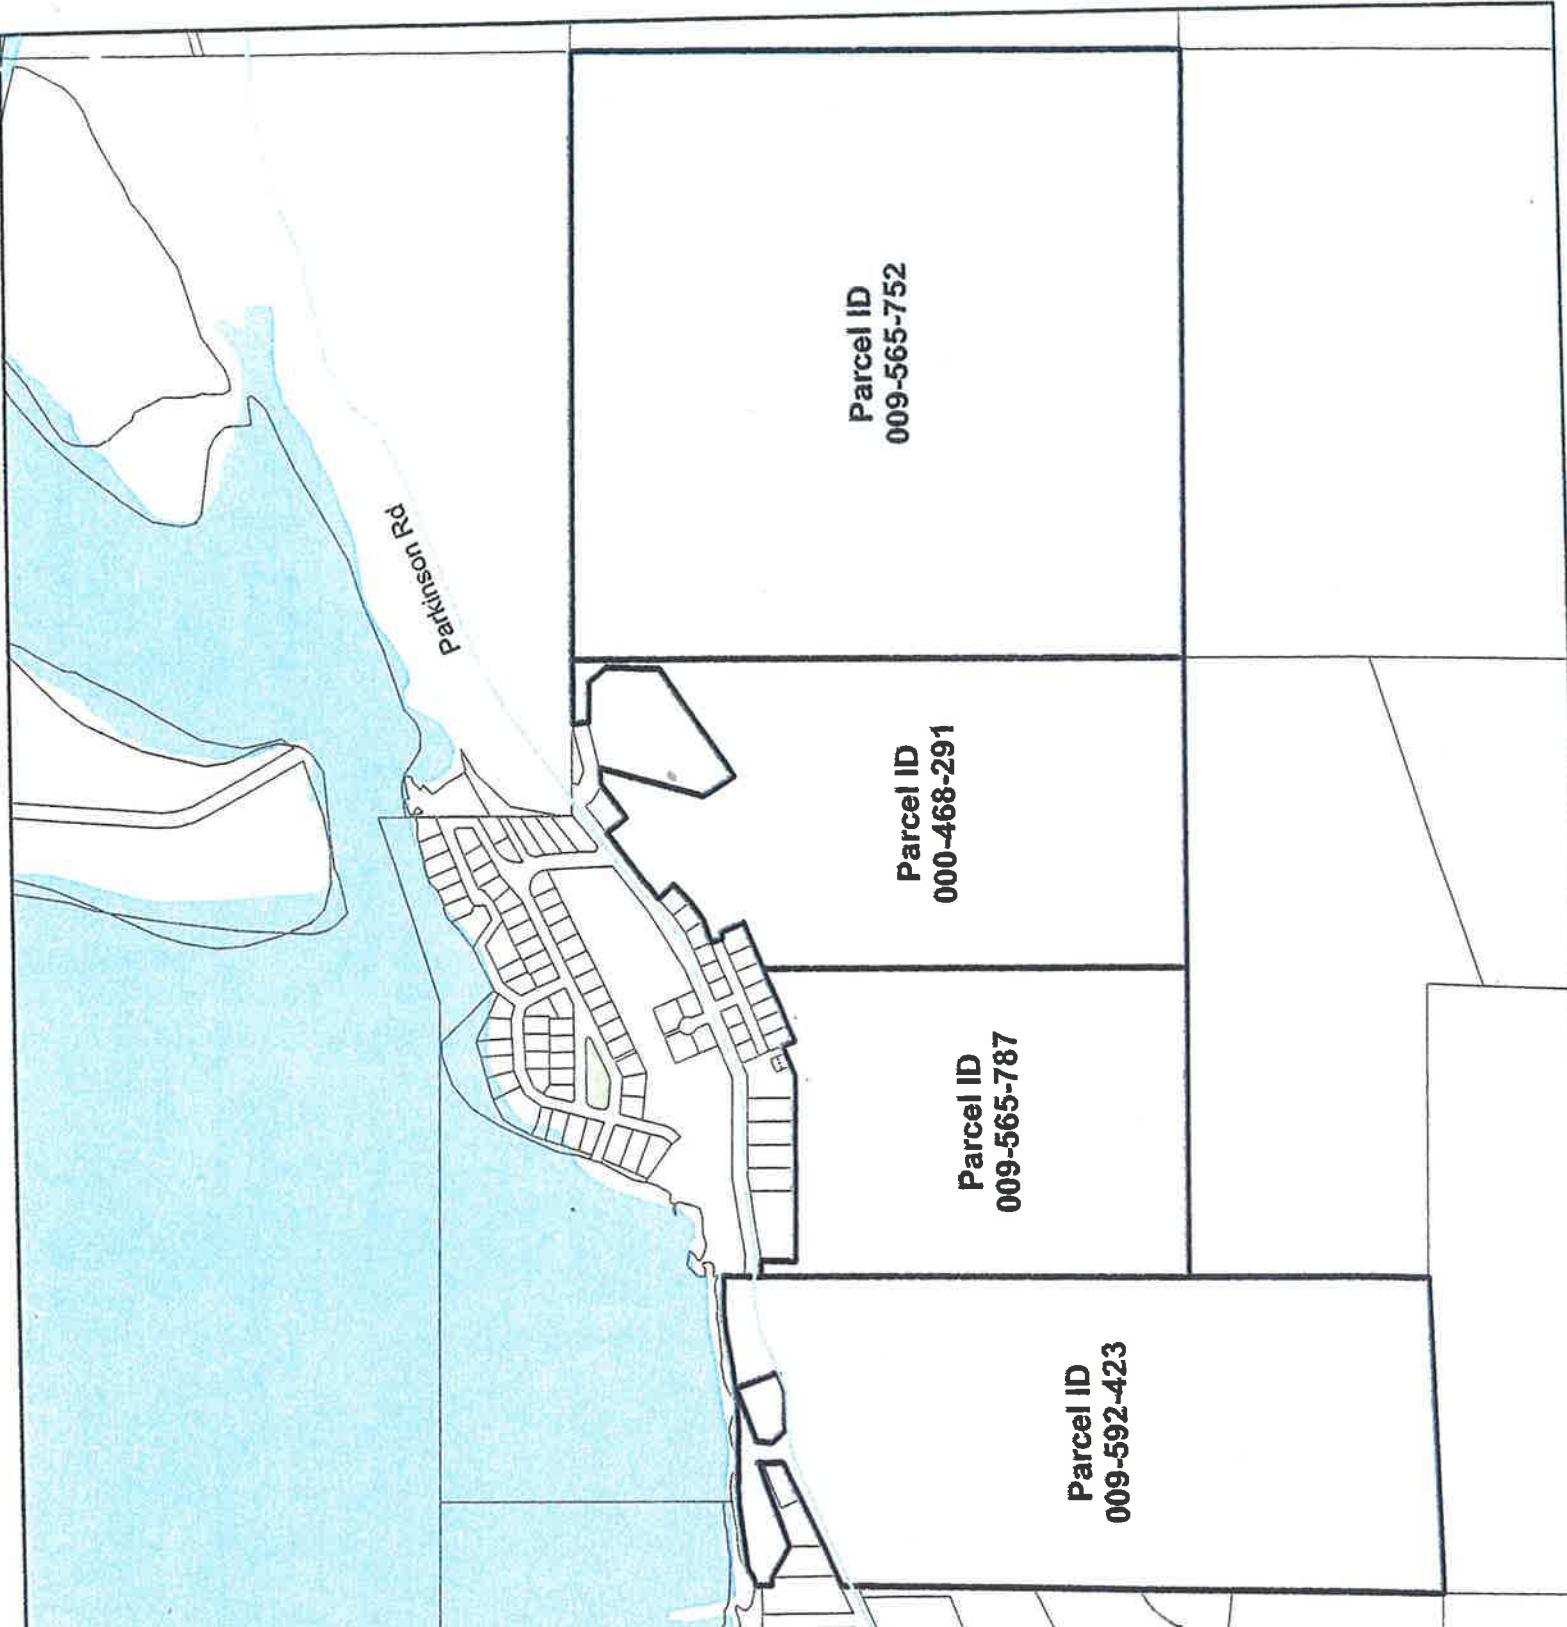 Parkinson Rd
Parcel ID
009-565-752
Parcel ID
000-468-291
Parcel ID
009-565-787
Parcel ID
009-592-423